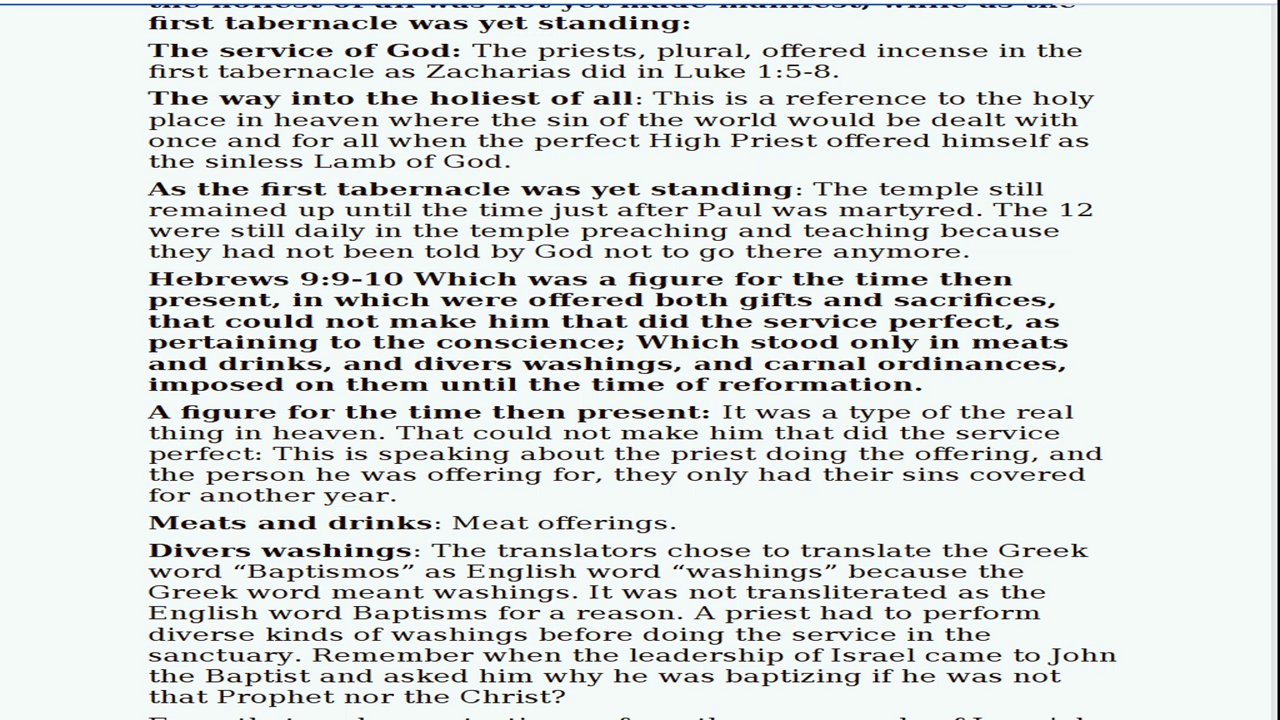 first tabernacle was yet standing:
The service of God: The priests, plural, offered incense in the
first tabernacle as Zacharias did in Luke 1:5-8.
The way into the holiest of all: This is a reference to the holy
place in heaven where the sin of the world would be dealt with
once and for all when the perfect High Priest offered himself as
the sinless Lamb of God.
As the first tabernacle was yet standing: The temple still
remained up until the time just after Paul was martyred. The 12
were still daily in the temple preaching and teaching because
they had not been told by God not to go there anymore.
Hebrews 9:9-10 Which was a figure for the time then
present, in which were offered both gifts and sacrifices,
that could not make him that did the service perfect, as
pertaining to the conscience; Which stood only in meats
and drinks, and divers washings, and carnal ordinances,
imposed on them until the time of reformation.
A figure for the time then present: It was a type of the real
thing in heaven. That could not make him that did the service
perfect: This is speaking about the priest doing the offering, and
the person he was offering for, they only had their sins covered
for another year.
Meats and drinks: Meat offerings.
Divers washings: The translators chose to translate the Greek
word “Baptismos” as English word “washings” because the
Greek word meant washings. It was not transliterated as the
English word Baptisms for a reason. A priest had to perform
diverse kinds of washings before doing the service in the
sanctuary. Remember when the leadership of Israel came to John
the Baptist and asked him why he was baptizing if he was not
that Prophet nor the Christ?